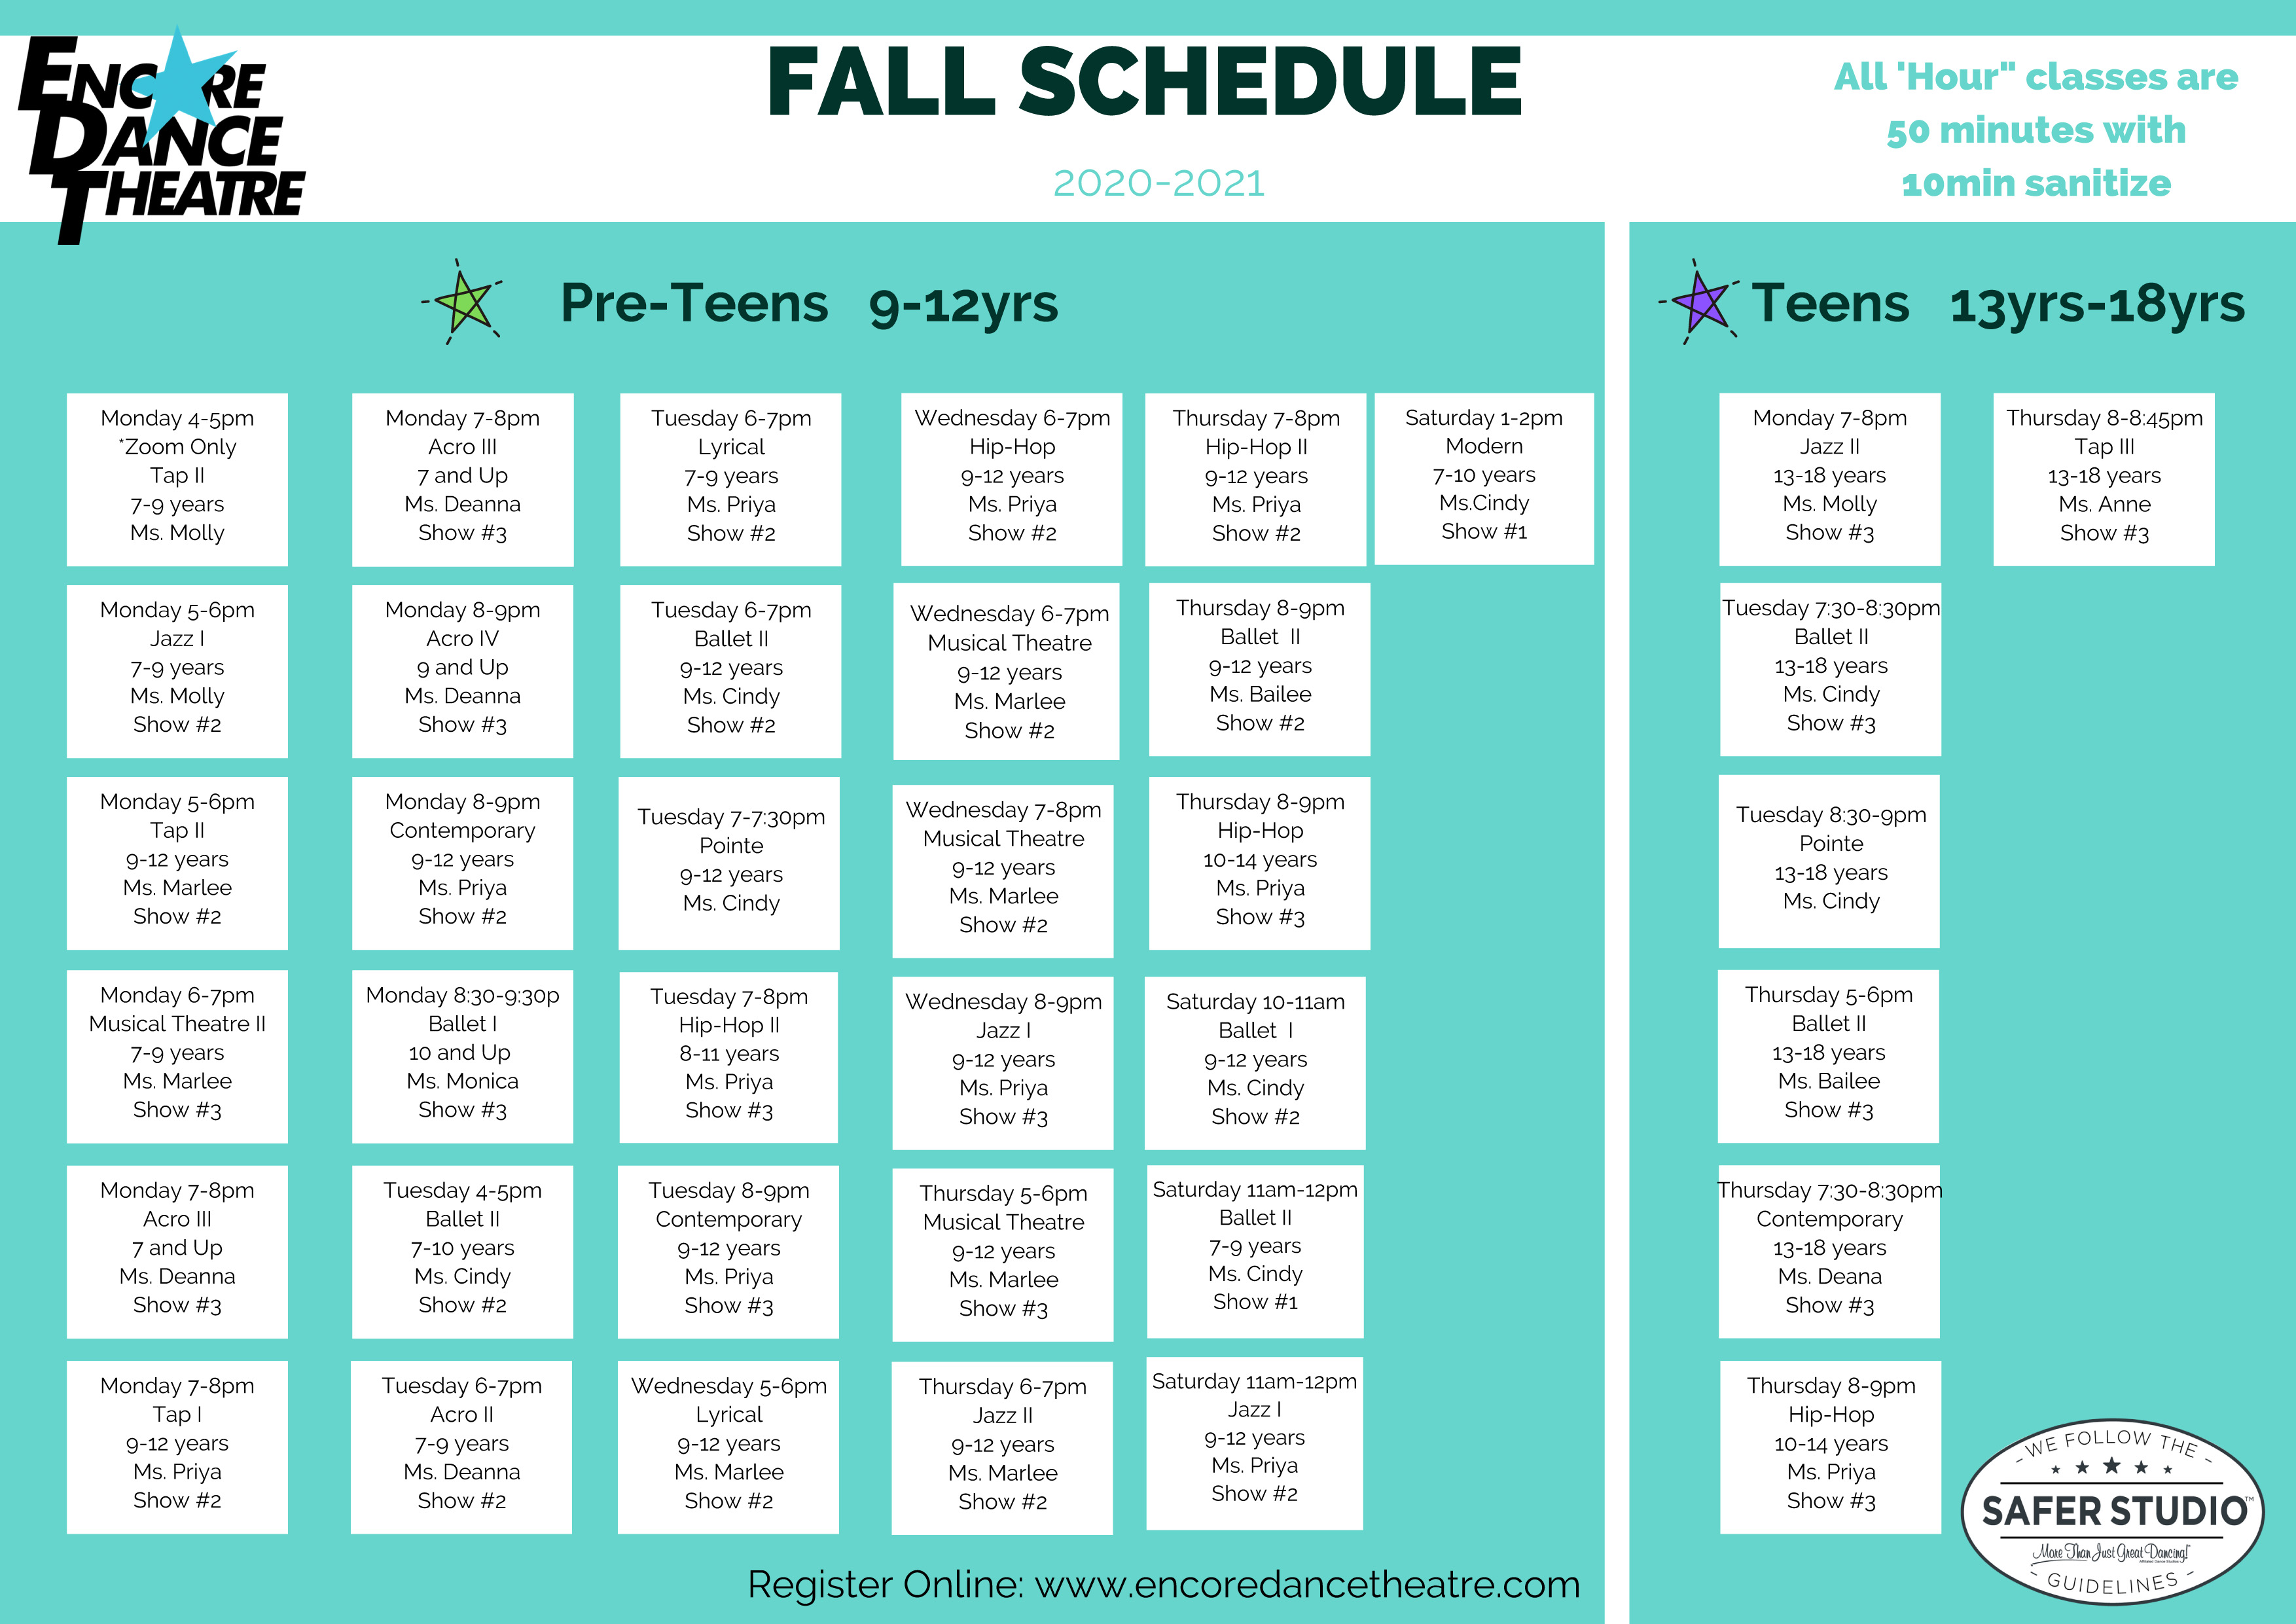 ENCORE
DANCE
THEATRE
FALL SCHEDULE
2020-2021
All 'Hour" classes are
50 minutes with
10min sanitize
Pre-Teens 9-12yrs
Monday 4-5pm
*Zoom Only
Tap II
7-9 years
Ms. Molly
Monday 5-6pm
Jazz I
7-9 years
Ms. Molly
Show #2
Monday 5-6pm
Tap II
9-12 years
Ms. Marlee
Show #2
Monday 6-7pm
Musical Theatre II
7-9 years
Ms. Marlee
Show #3
Monday 7-8pm
Acro III
7 and Up
Ms. Deanna
Show #3
Monday 7-8pm
Tap I
9-12 years
Ms. Priya
Show #2
Monday 7-8pm
Acro III
7 and Up
Ms. Deanna
Show #3
Monday 8-9pm
Acro IV
9 and Up
Ms. Deanna
Show #3
Monday 8-9pm
Contemporary
9-12 years
Ms. Priya
Show #2
Monday 8:30-9:30p
Ballet I
10 and Up
Ms. Monica
Show #3
Tuesday 4-5pm
Ballet II
7-10 years
Ms. Cindy
Show #2
Tuesday 6-7pm
Acro II
7-9 years
Ms. Deanna
Show #2
Tuesday 6-7pm
Lyrical
7-9 years
Ms. Priya
Show #2
Tuesday 6-7pm
Ballet II
9-12 years
Ms. Cindy
Show #2
Tuesday 7-7:30pm
Pointe
9-12 years
Ms. Cindy
Tuesday 7-8pm
Hip-Hop II
8-11 years
Ms. Priya
Show #3
Tuesday 8-9pm
Contemporary
9-12 years
Ms. Priya
Show #3
Wednesday 5-6pm
Lyrical
9-12 years
Ms. Marlee
Show #2
Wednesday 6-7pm
Hip-Hop
9-12 years
Ms. Priya
Show #2
Wednesday 6-7pm
Musical Theatre
9-12 years
Ms. Marlee
Show #2
Wednesday 7-8pm
Musical Theatre
9-12 years
Ms. Marlee
Show #2
Wednesday 8-9pm
Jazz I
9-12 years
Ms. Priya
Show #3
Thursday 5-6pm
Musical Theatre
9-12 years
Ms. Marlee
Show #3
Thursday 6-7pm
Jazz II
9-12 years
Ms. Marlee
Show #2
Thursday 7-8pm
Hip-Hop II
9-12 years
Ms. Priya
Show #2
Thursday 8-9pm
Ballet II
9-12 years
Ms. Bailee
Show #2
Thursday 8-9pm
Hip-Hop
10-14 years
Ms. Priya
Show #3
Saturday 10-11am
Ballet I
9-12 years
Ms. Cindy
Show #2
Saturday 11am-12pm
Ballet II
7-9 years
Ms. Cindy
Show #1
Saturday 11am-12pm
Jazz I
9-12 years
Ms. Priya
Show #2
Saturday 1-2pm
Modern
7-10 years
Ms.Cindy
Show #1
Teens 13yrs-18yrs
Monday 7-8pm
Jazz II
13-18 years
Ms. Molly
Show #3
Tuesday 7:30-8:30pm
Ballet II
13-18 years
Ms. Cindy
Show #3
Tuesday 8:30-9pm
Pointe
13-18 years
Ms. Cindy
Thursday 5-6pm
Ballet II
13-18 years
Ms. Bailee
Show #3
Thursday 7:30-8:30pm
Contemporary
13-18 years
Ms. Deana
Show #3
Thursday 8-9pm
Hip-Hop
10-14 years
Ms. Priya
Show #3
Thursday 8-8:45pm
Tap III
13-18 years
Ms. Anne
Show #3
Register Online: www.encoredancetheatre.com
- WE FOLLOW THE -
SAFER STUDIO™
More Than Just Great Dancing!
- GUIDELINES -